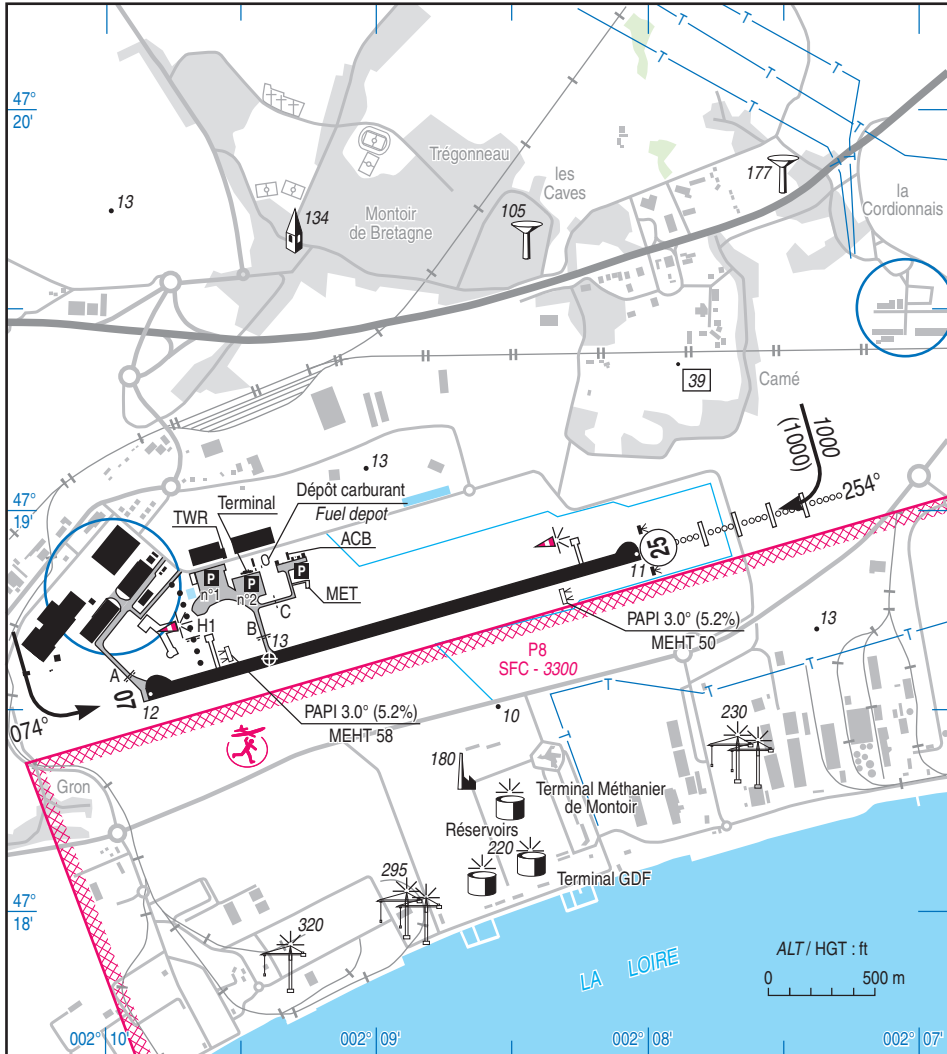 47°
20'
Trégonneau
les
Caves
177
la
Cordionnais
13
134
Montoir
de Bretagne
105
39
Camé
1000
(1000)
254°
13
47°
19'
Dépôt carburant
Fuel depot
Terminal
TWR
ACB
25
11
P
n°1
P
n°2
P
MET
C
H1
B
13
PAPI 3.0° (5.2%)
MEHT 50
13
P8
SFC - 3300
A
07
12
074°
PAPI 3.0° (5.2%)
MEHT 58
10
230
180
Gron
Terminal Méthanier
de Montoir
Réservoirs
220
295
Terminal GDF
47°
18'
320
LA LOIRE
ALT / HGT : ft
0 500 m
002° 10'
002° 09'
002° 08'
002° 07'
T
T
T
T
T
T
T
T
T
T
T